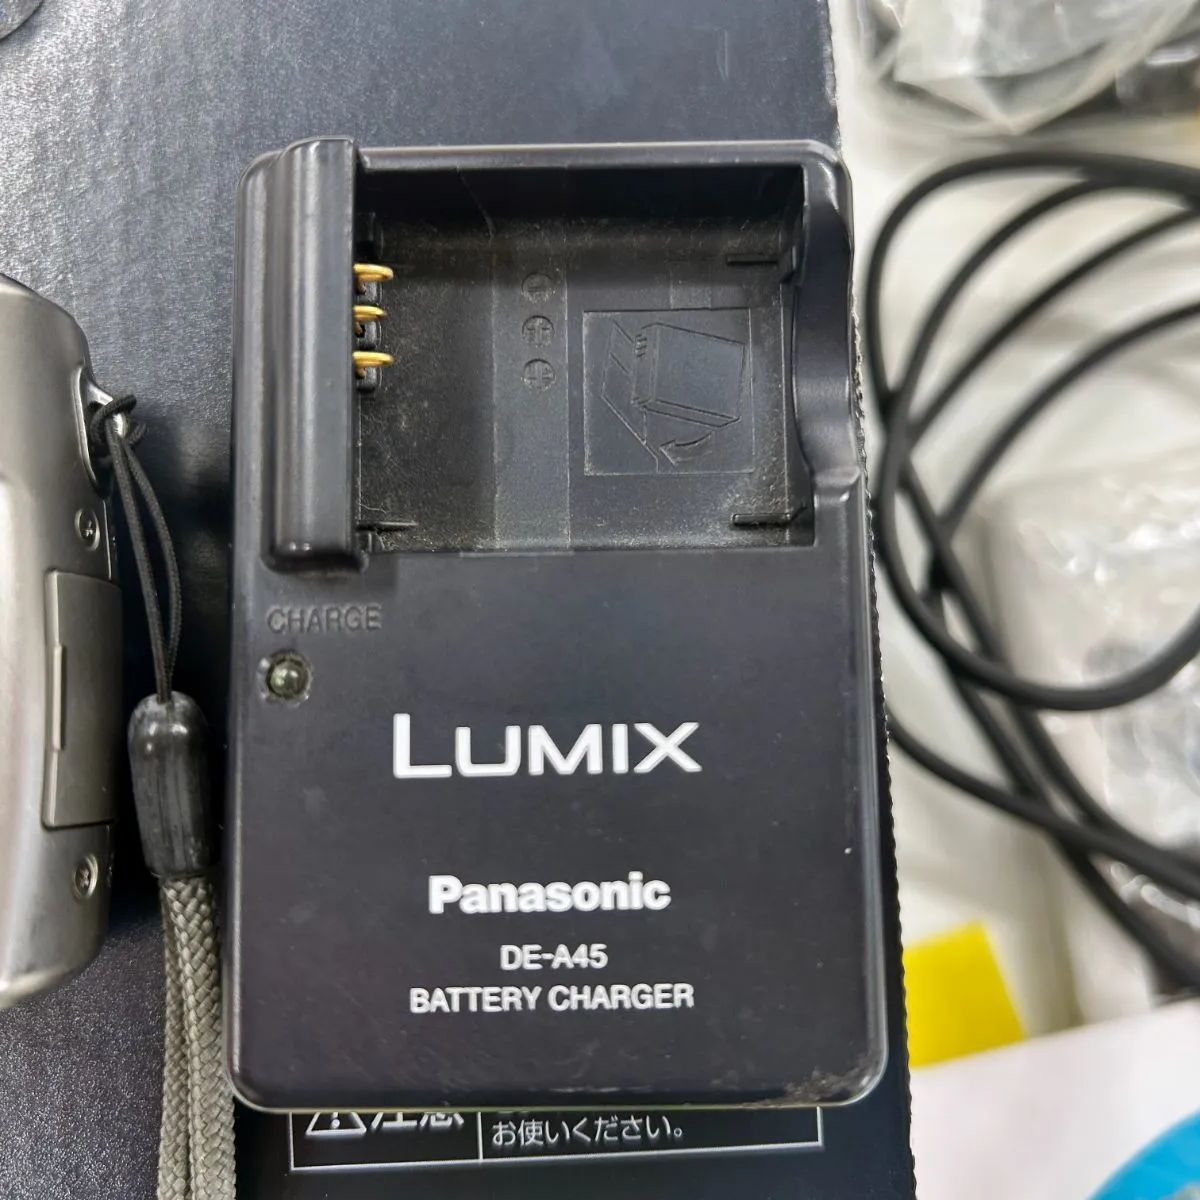 CHARGE
LUMIX
Panasonic
DE-A45
BATTERY CHARGER
お使いください。